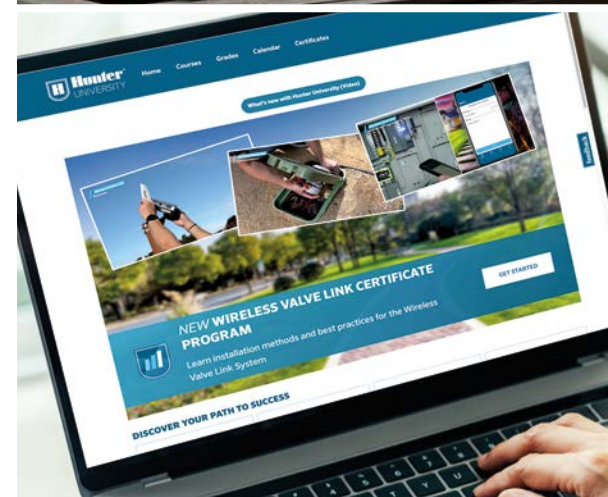 Hunter
UNIVERSITY
Home Courses Grades Calendar Certificates
What's new with Hunter University (Video)
feedback
NEW WIRELESS VALVE LINK CERTIFICATE
PROGRAM
Learn installation methods and best practices for the Wireless
Valve Link System
GET STARTED
DISCOVER YOUR PATH TO SUCCESS